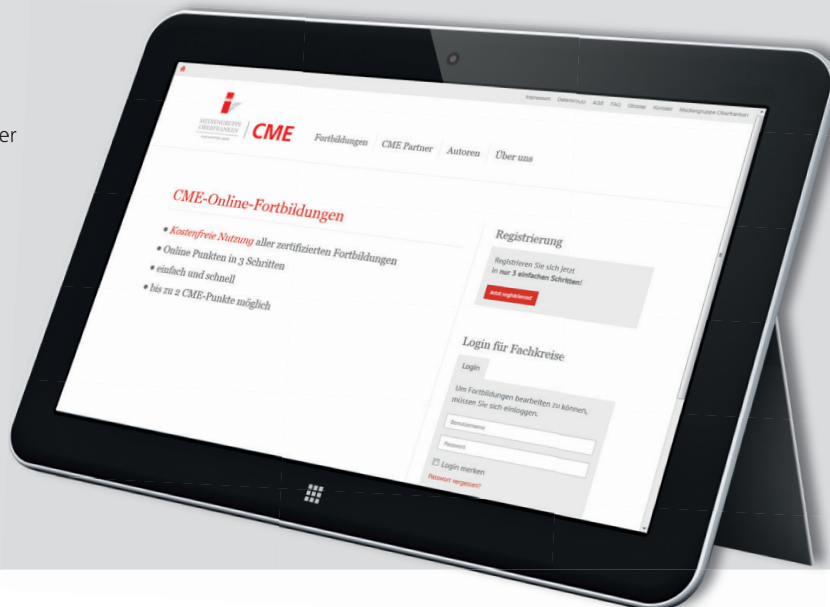 er
Impressum Datenschutz AGB FAQ Glossar Kontakt Mediengruppe Oberfranken
MEDIENGRUPPE
OBERFRANKEN
CME
Fortbildungen CME Partner Autoren Über uns
CME-Online-Fortbildungen
• Kostenfreie Nutzung aller zertifizierten Fortbildungen
• Online Punkten in 3 Schritten
• einfach und schnell
• bis zu 2 CME-Punkte möglich
Registrierung
Registrieren Sie sich jetzt
in nur 3 einfachen Schritten!
Jetzt registrieren!
Login für Fachkreise
Login
Um Fortbildungen bearbeiten zu können,
müssen Sie sich einloggen.
Benutzername
Passwort
Login merken
Passwort vergessen?